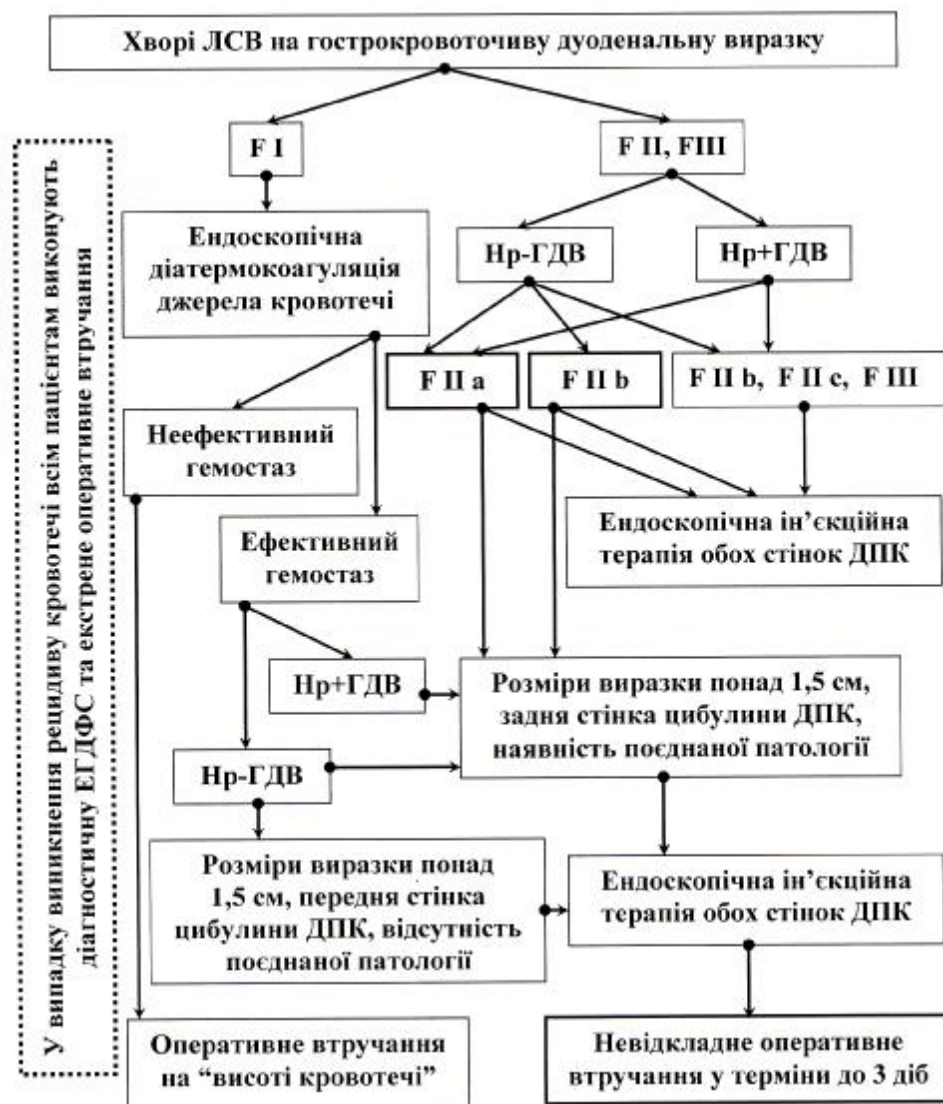 Хворі ЛСВ на гострокровоточиву дуоденальну виразку
У випадку виникнення рецидиву кровотечі всім пацієнтам виконують
діагностичну ЕГДФС та екстрене оперативне втручання
F I
F II, FIII
Ендоскопічна
діатермокоагуляція
джерела кровотечі
Нр-ГДВ
Нр+ГДВ
F II a
F II b
F II b, F II c, F III
Неефективний
гемостаз
Ефективний
гемостаз
Ендоскопічна ін’єкційна
терапія обох стінок ДПК
Нр+ГДВ
Розміри виразки понад 1,5 см,
задня стінка цибулини ДПК,
наявність поєднаної патології
Нр-ГДВ
Розміри виразки понад
1,5 см, передня стінка
цибулини ДПК, відсутність
поєднаної патології
Ендоскопічна ін’єкційна
терапія обох стінок ДПК
Оперативне втручання
на “висоті кровотечі”
Невідкладне оперативне
втручання у терміни до 3 діб